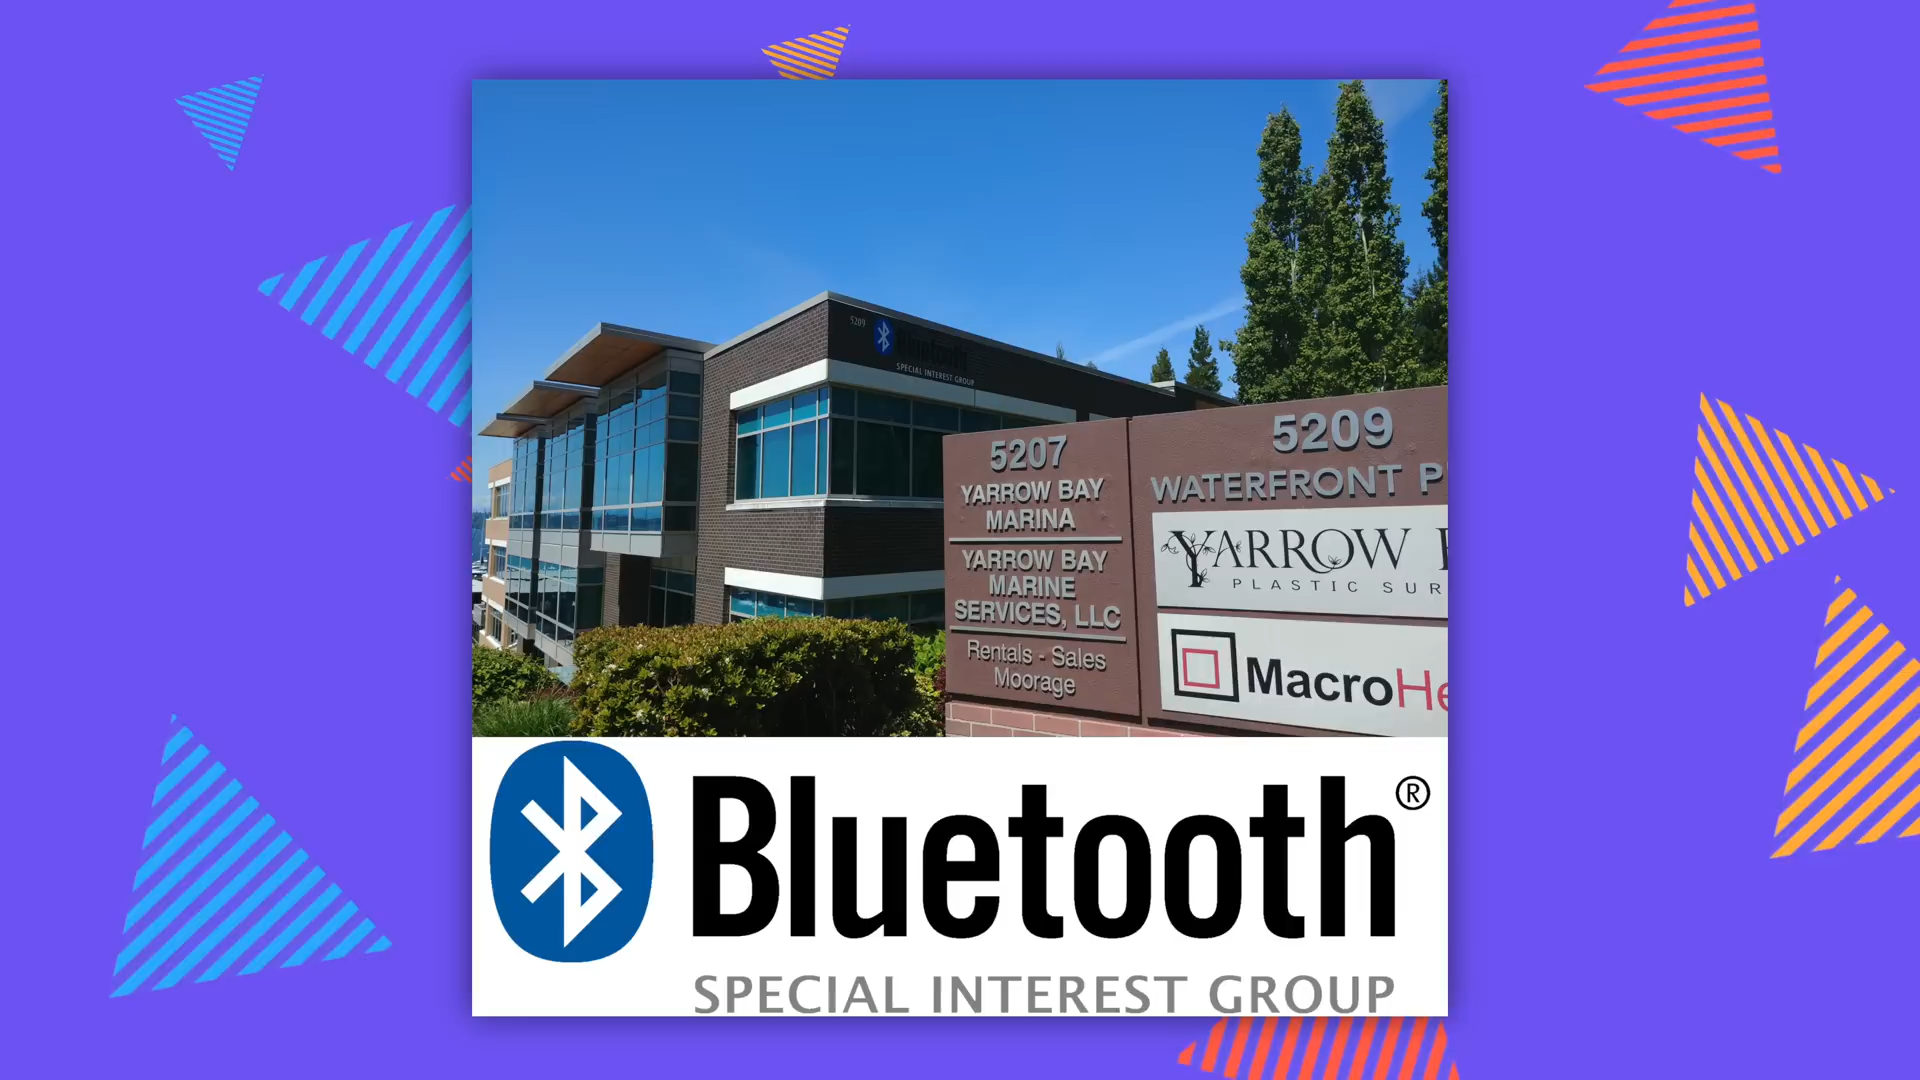 5209
Bluetooth
SPECIAL INTEREST GROUP
5207
YARROW BAY
MARINA
YARROW BAY
MARINE
SERVICES, LLC
Rentals - Sales
Moorage
5209
WATERFRONT P
YARROW
PLASTIC SUR
MacroHe
Bluetooth®
SPECIAL INTEREST GROUP